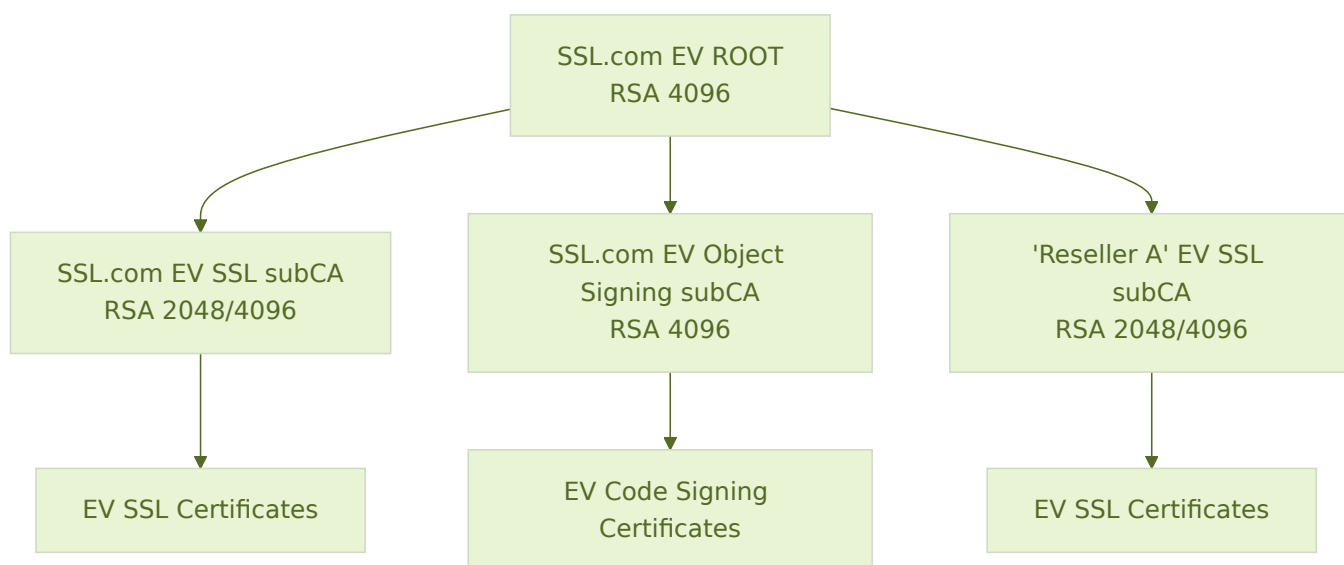 SSL.com EV ROOT
RSA 4096
SSL.com EV SSL subCA
RSA 2048/4096
SSL.com EV Object
Signing subCA
RSA 4096
'Reseller A' EV SSL
subCA
RSA 2048/4096
EV SSL Certificates
EV Code Signing
Certificates
EV SSL Certificates